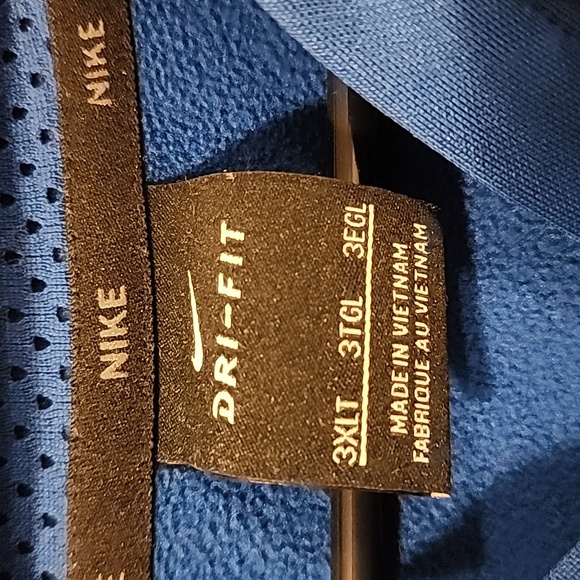 NIKE
NIKE
DRI-FIT
3XLT 3TGL 3EGL
MADE IN VIETNAM
FABRIQUE AU VIETNAM